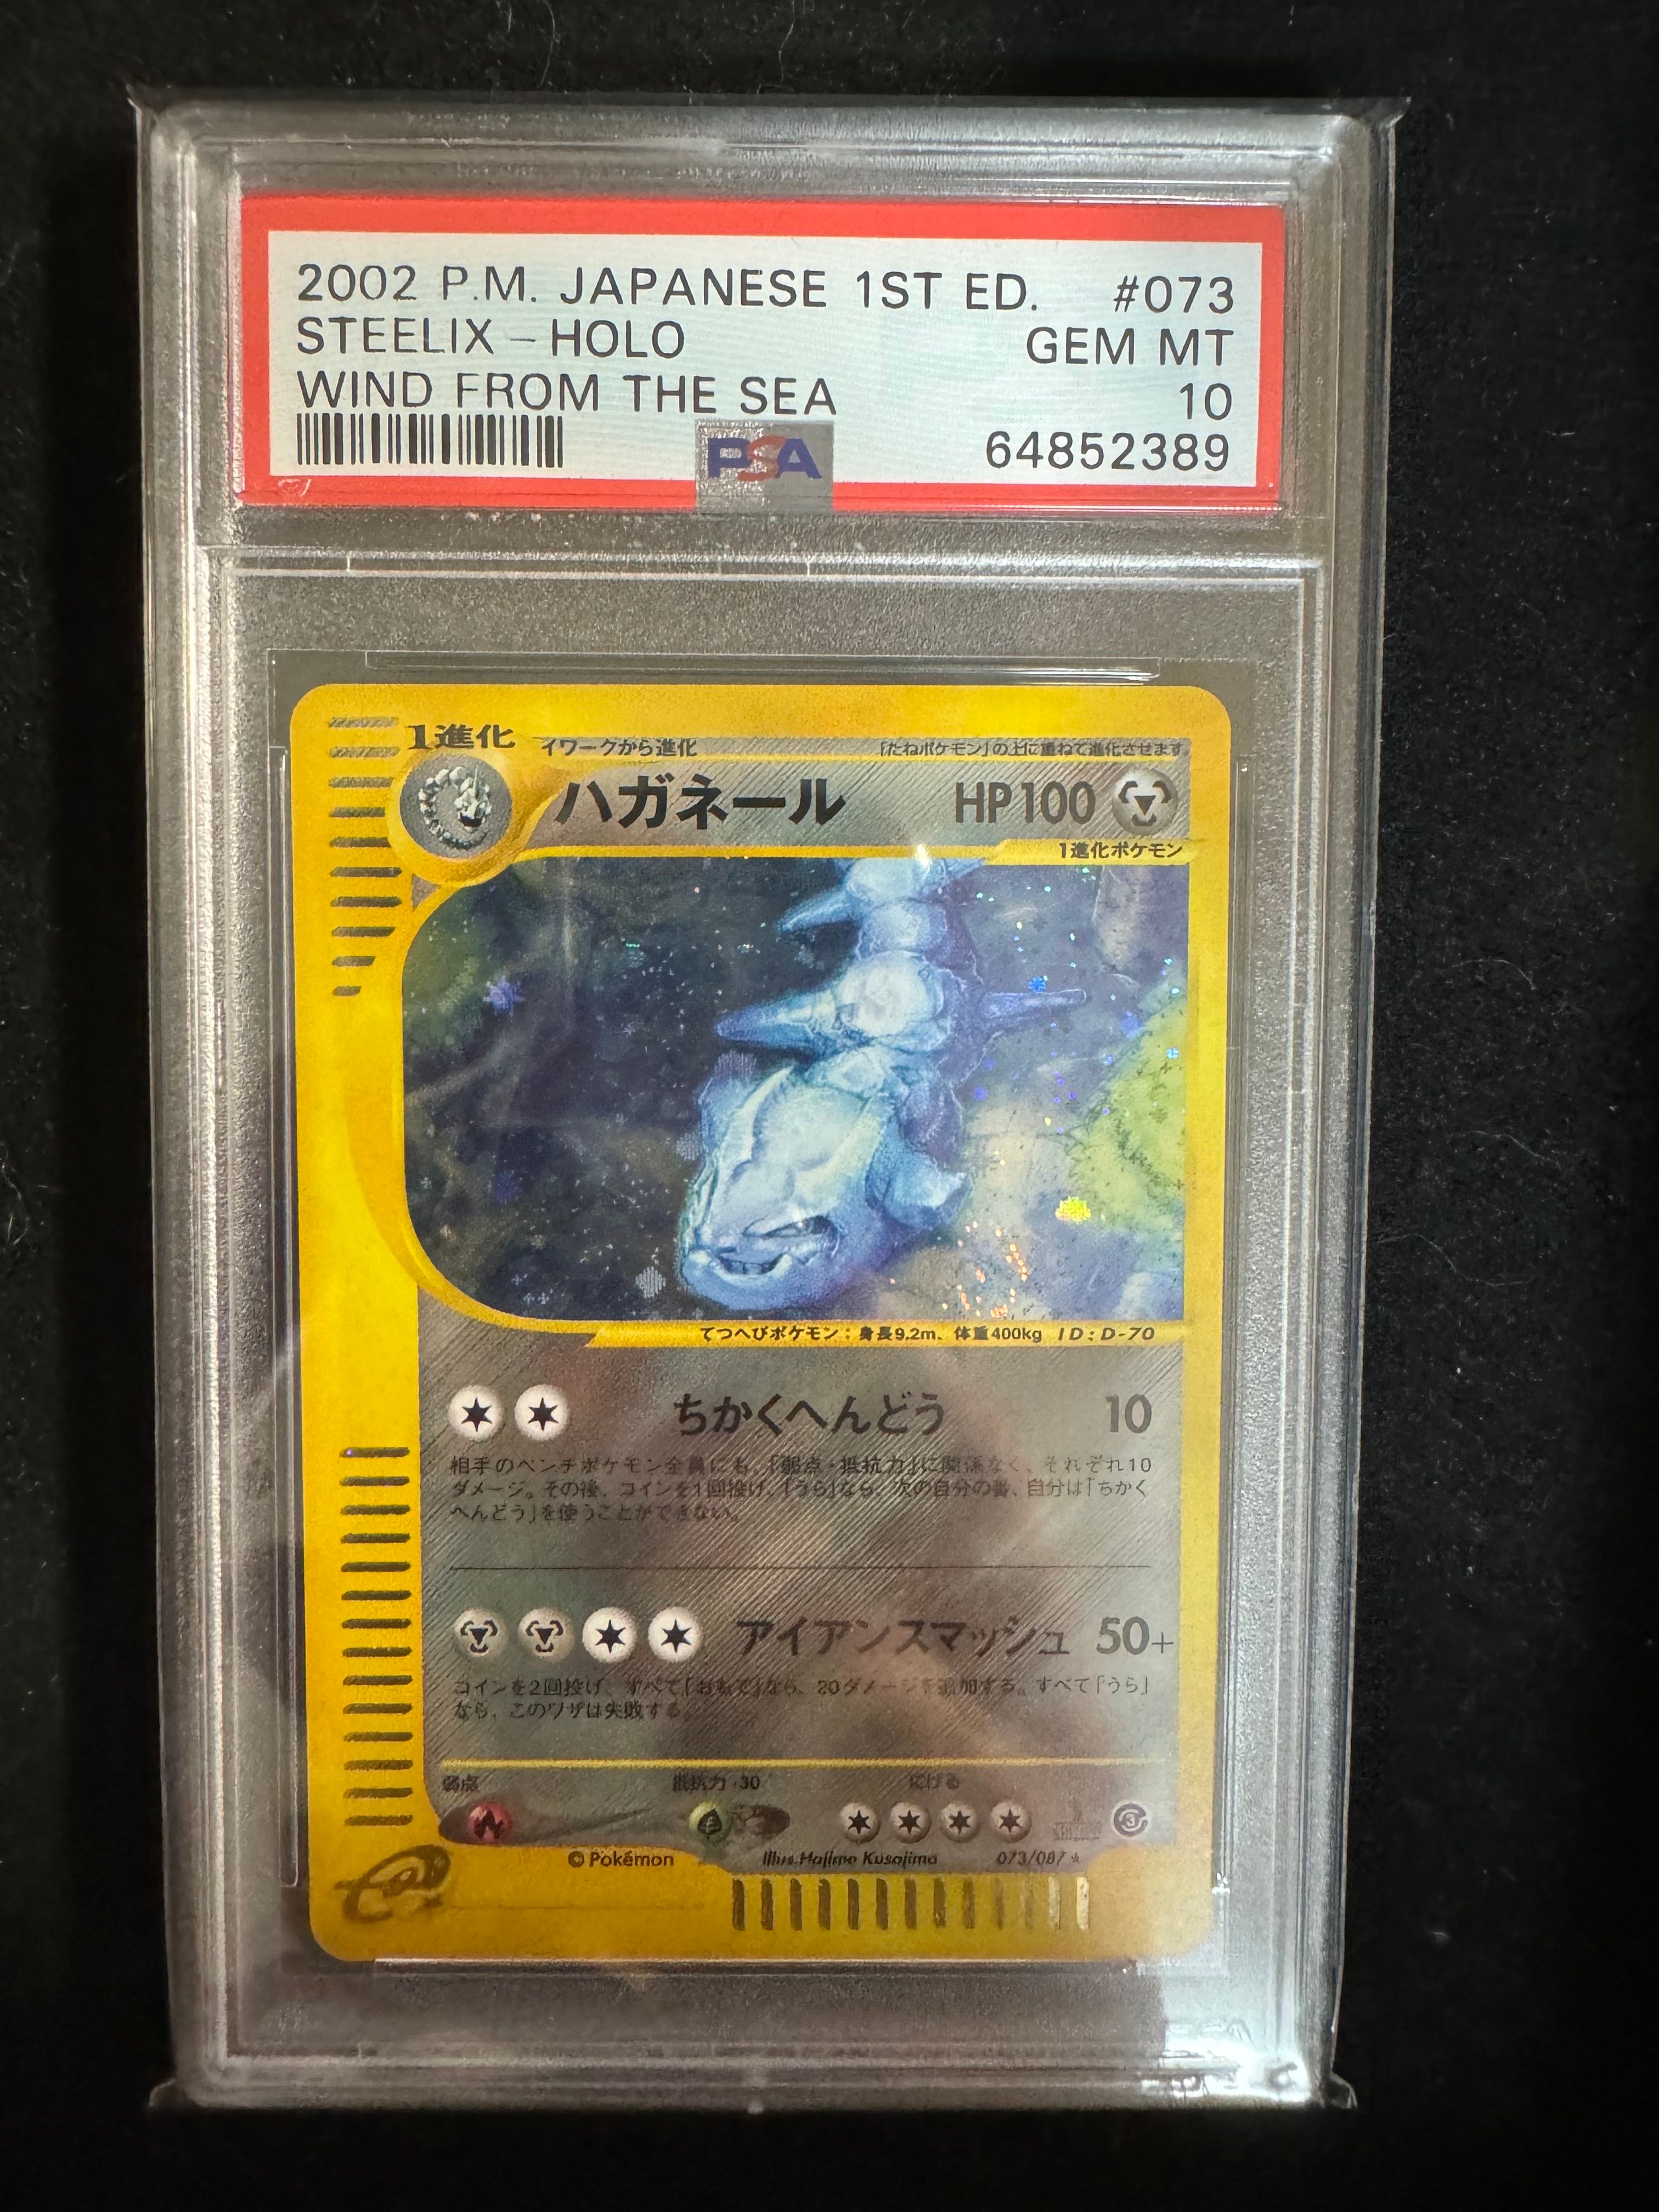 2002 P.M. JAPANESE 1ST ED. #073
STEELIX - HOLO GEM MT
WIND FROM THE SEA 10
PSA 64852389
1進化 イワークから進化 「たねポケモン」の上に重ねて進化させます。
ハガネール HP100
1進化ポケモン
てつへびポケモン：身長9.2m、体重400kg ID:D-70
ちかくへんどう 10
相手のベンチポケモン全員にも、「弱点・抵抗力」に関係なく、それぞれ10
ダメージ。その後、コインを1回投げ、「うら」なら、次の自分の番、自分は「ちかく
へんどう」を使うことができない。
アイアンスマッシュ 50+
コインを2回投げ、すべて「おもて」なら、20ダメージを追加する。すべて「うら」
なら、このワザは失敗する。
弱点 抵抗力 -30 にげる
©Pokémon Illus.Hajime Kusajima 073/087 ★
e